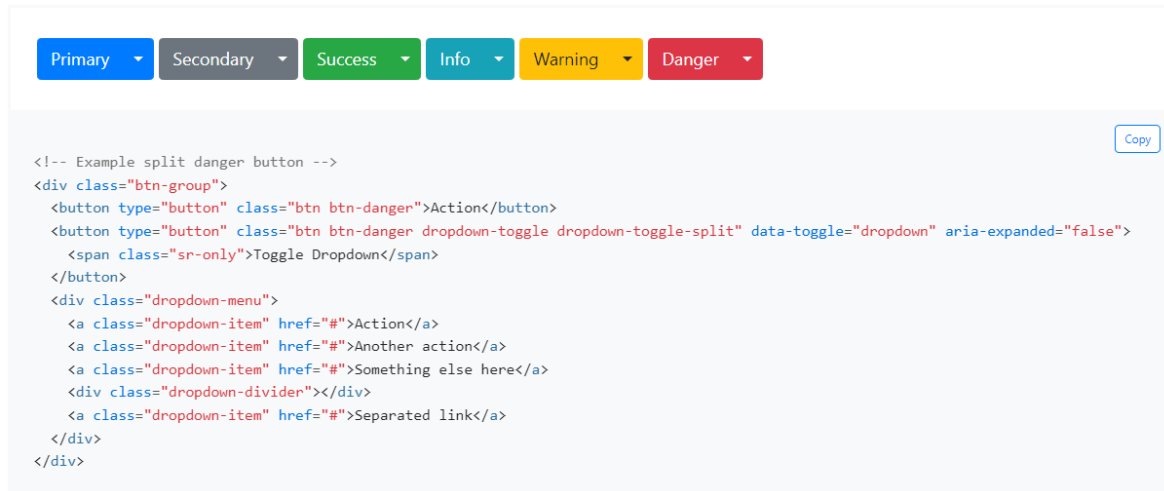 Primary Secondary Success Info Warning Danger
Copy
<!-- Example split danger button -->
<div class="btn-group">
  <button type="button" class="btn btn-danger">Action</button>
  <button type="button" class="btn btn-danger dropdown-toggle dropdown-toggle-split" data-toggle="dropdown" aria-expanded="false">
    <span class="sr-only">Toggle Dropdown</span>
  </button>
  <div class="dropdown-menu">
    <a class="dropdown-item" href="#">Action</a>
    <a class="dropdown-item" href="#">Another action</a>
    <a class="dropdown-item" href="#">Something else here</a>
    <div class="dropdown-divider"></div>
    <a class="dropdown-item" href="#">Separated link</a>
  </div>
</div>